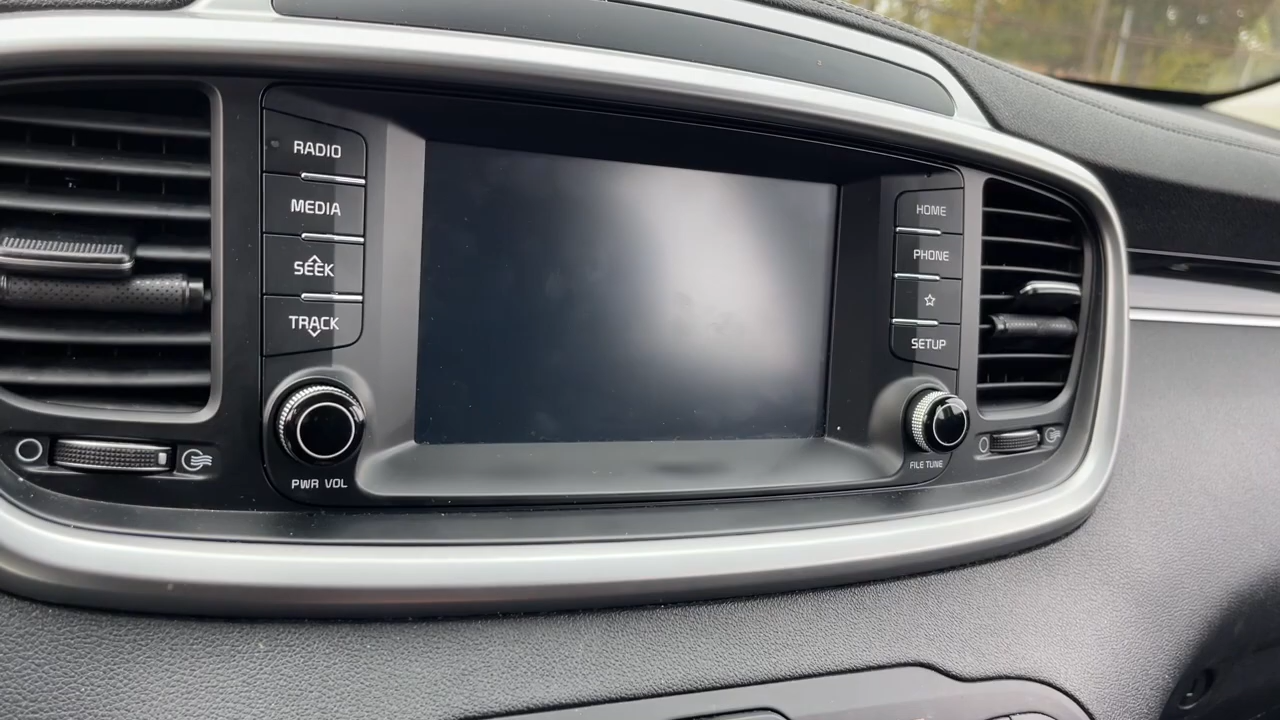 RADIO
MEDIA
SEEK
TRACK
PWR VOL
HOME
PHONE
SETUP
FILE TUNE